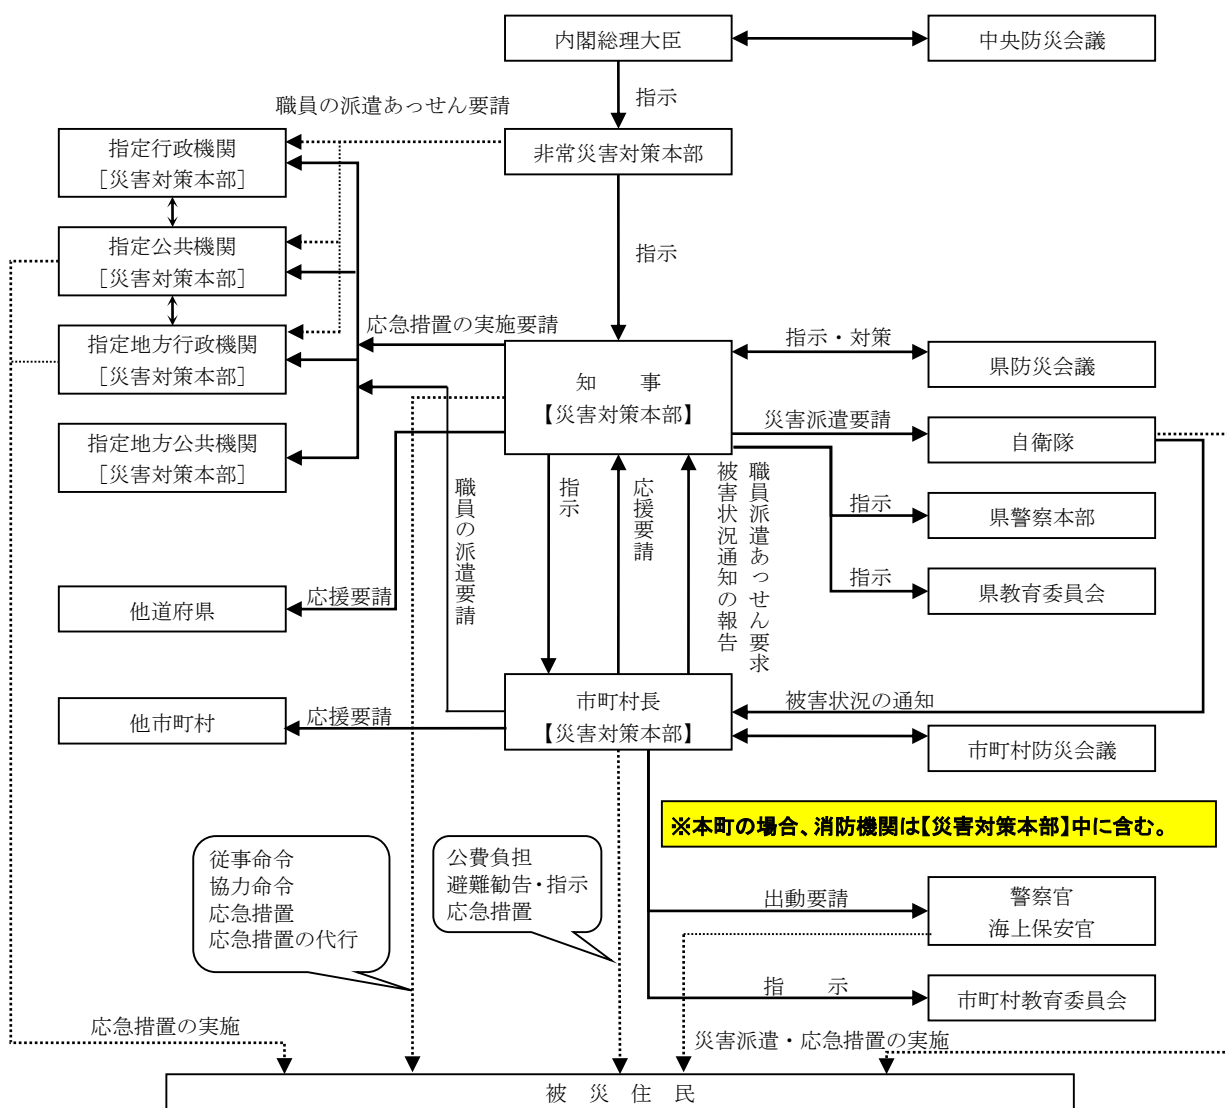 内閣総理大臣
中央防災会議
指示
職員の派遣あっせん要請
指定行政機関
［災害対策本部］
非常災害対策本部
指定公共機関
［災害対策本部］
指示
指定地方行政機関
［災害対策本部］
応急措置の実施要請
知　事
【災害対策本部】
指示・対策
県防災会議
災害派遣要請
自衛隊
指定地方公共機関
［災害対策本部］
職員の派遣要請
指示
応援要請
職員派遣あっせん要求
被害状況通知の報告
指示
県警察本部
指示
県教育委員会
他道府県
応援要請
他市町村
応援要請
市町村長
【災害対策本部】
被害状況の通知
市町村防災会議
※本町の場合、消防機関は【災害対策本部】中に含む。
従事命令
協力命令
応急措置
応急措置の代行
公費負担
避難勧告・指示
応急措置
出動要請
警察官
海上保安官
指　示
市町村教育委員会
応急措置の実施
災害派遣・応急措置の実施
被　災　住　民